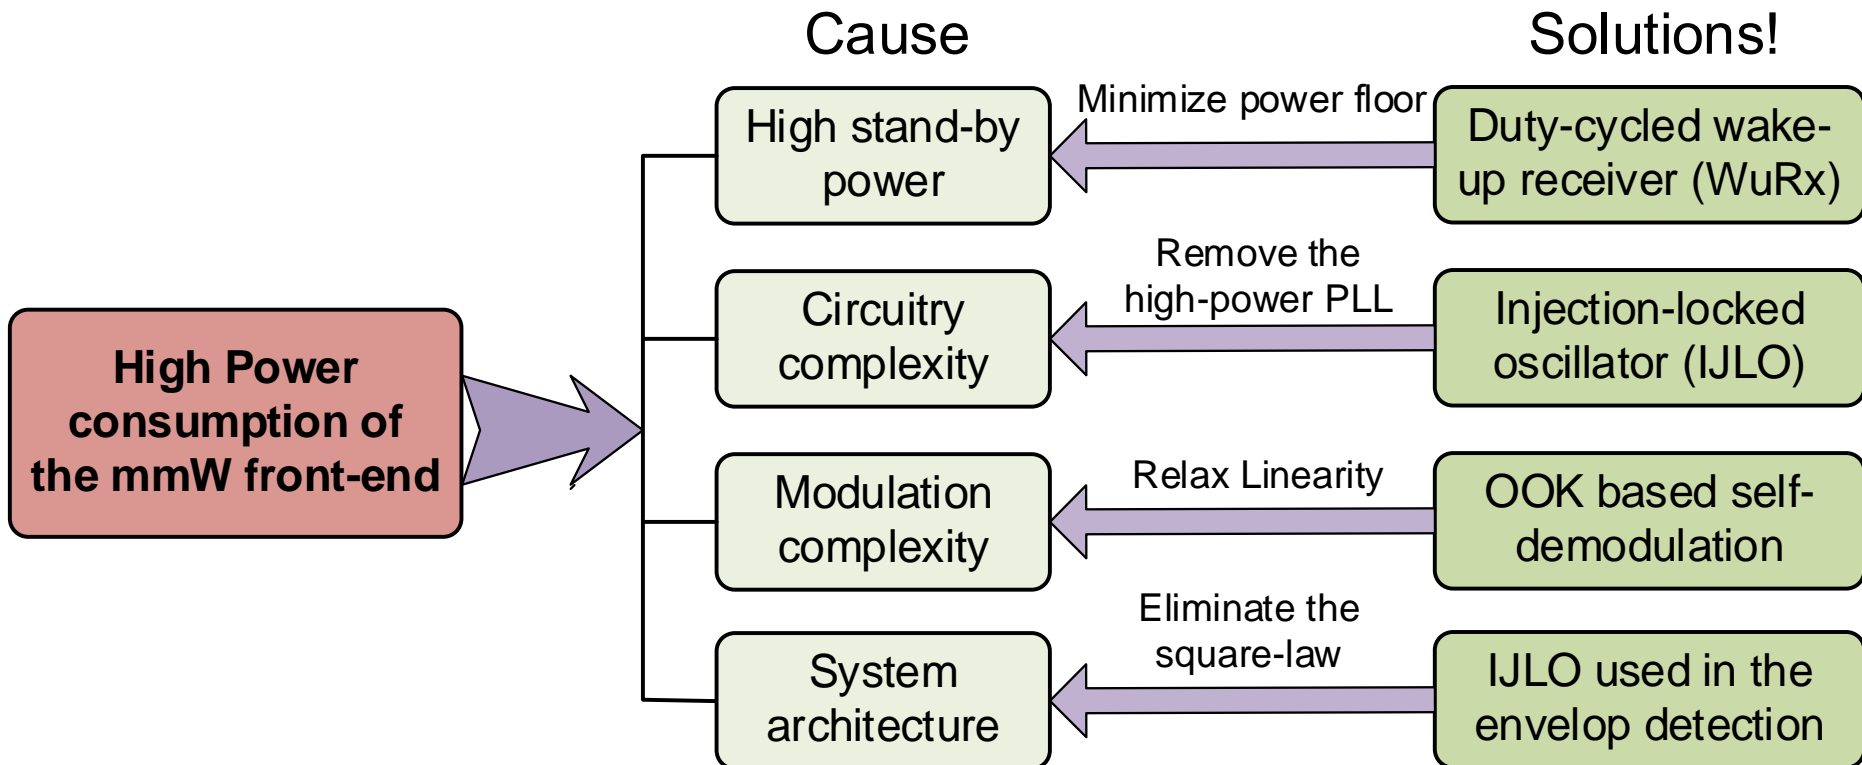 Cause
Solutions!
High Power
consumption of
the mmW front-end
High stand-by
power
Minimize power floor
Duty-cycled wake-
up receiver (WuRx)
Circuitry
complexity
Remove the
high-power PLL
Injection-locked
oscillator (IJLO)
Modulation
complexity
Relax Linearity
OOK based self-
demodulation
System
architecture
Eliminate the
square-law
IJLO used in the
envelop detection